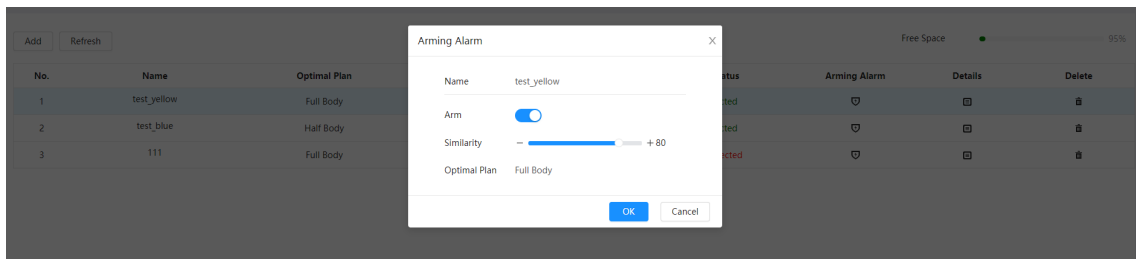 Add Refresh Free Space 95%
Arming Alarm X
No. Name Optimal Plan atus Arming Alarm Details Delete
Name test_yellow
1 test_yellow Full Body cted
Arm
2 test_blue Half Body cted
Similarity − + 80
3 111 Full Body ected
Optimal Plan Full Body
OK Cancel